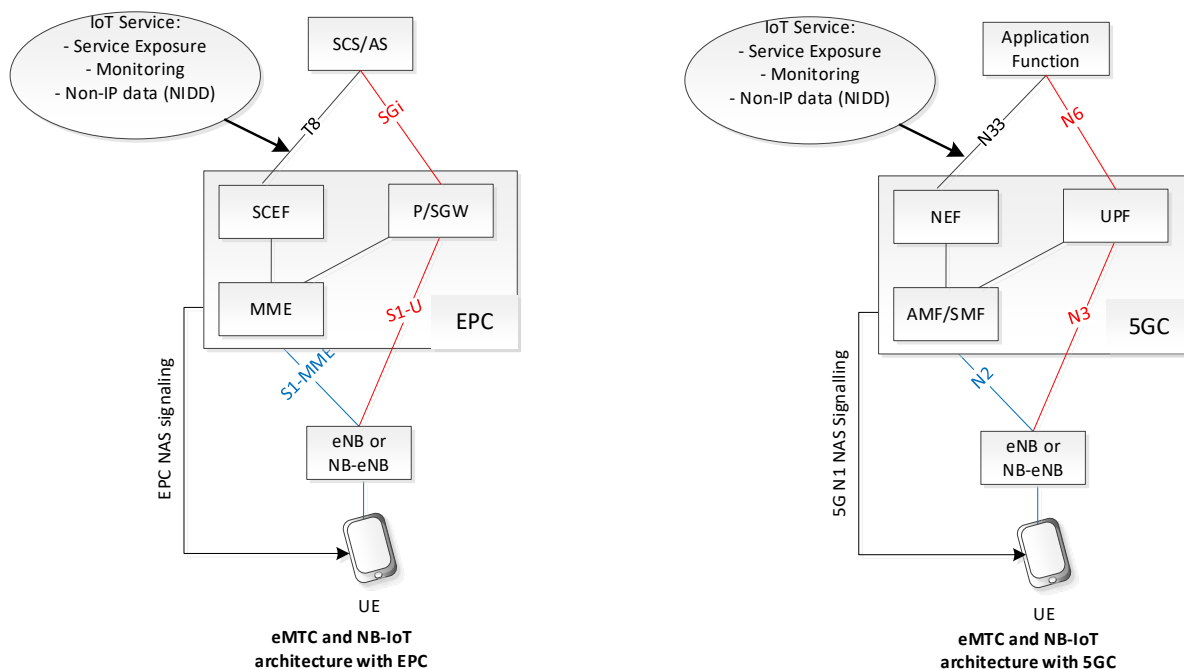 IoT Service:
- Service Exposure
- Monitoring
- Non-IP data (NIDD)
SCS/AS
T8
SGi
SCEF
P/SGW
MME
EPC
S1-U
S1-MME
EPC NAS signaling
eNB or
NB-eNB
UE
eMTC and NB-IoT
architecture with EPC
IoT Service:
- Service Exposure
- Monitoring
- Non-IP data (NIDD)
Application
Function
N33
N6
NEF
UPF
AMF/SMF
5GC
N3
N2
5G N1 NAS Signalling
eNB or
NB-eNB
UE
eMTC and NB-IoT
architecture with 5GC